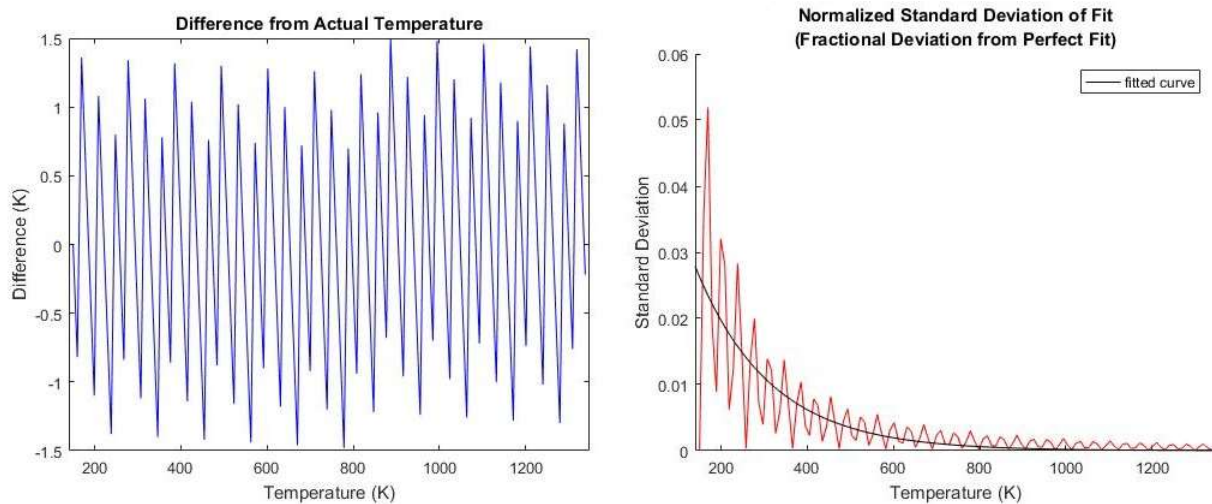 Difference from Actual Temperature
1.5
1
0.5
0
-0.5
-1
-1.5
Difference (K)
200 400 600 800 1000 1200
Temperature (K)
Normalized Standard Deviation of Fit
(Fractional Deviation from Perfect Fit)
0.06
0.05
0.04
0.03
0.02
0.01
0
Standard Deviation
fitted curve
200 400 600 800 1000 1200
Temperature (K)